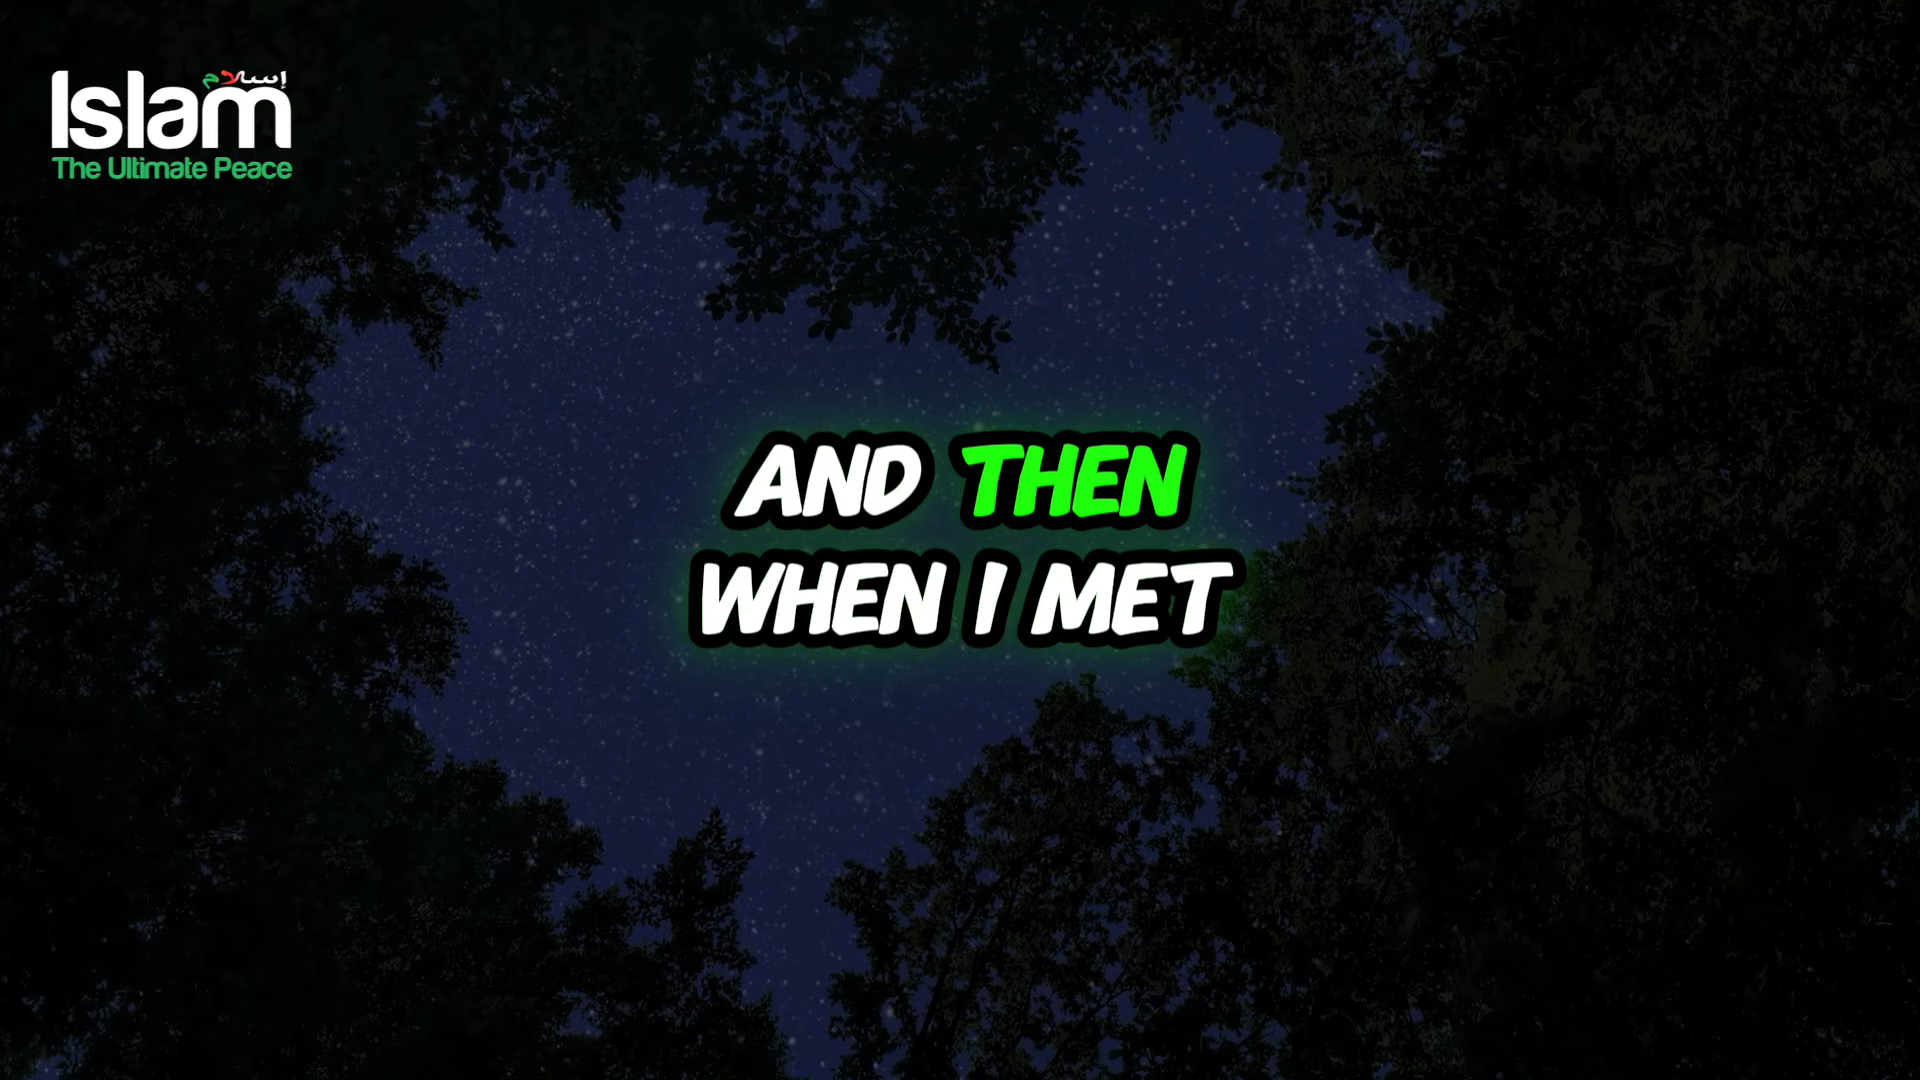 إسلام
Islam
The Ultimate Peace
AND THEN
WHEN I MET